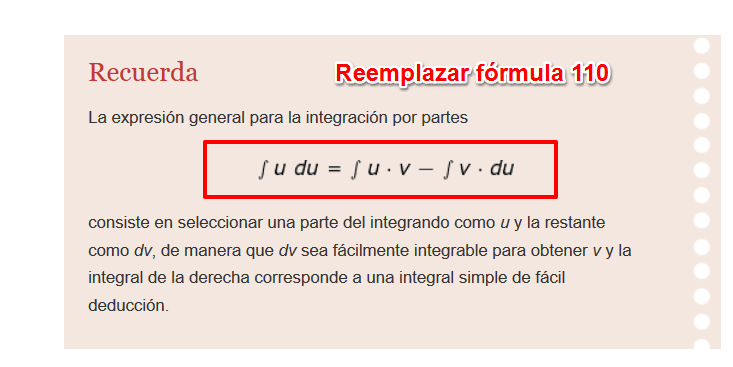 Recuerda
Reemplazar fórmula 110
La expresión general para la integración por partes
∫ u du = ∫ u · v − ∫ v · du
consiste en seleccionar una parte del integrando como u y la restante
como dv, de manera que dv sea fácilmente integrable para obtener v y la
integral de la derecha corresponde a una integral simple de fácil
deducción.